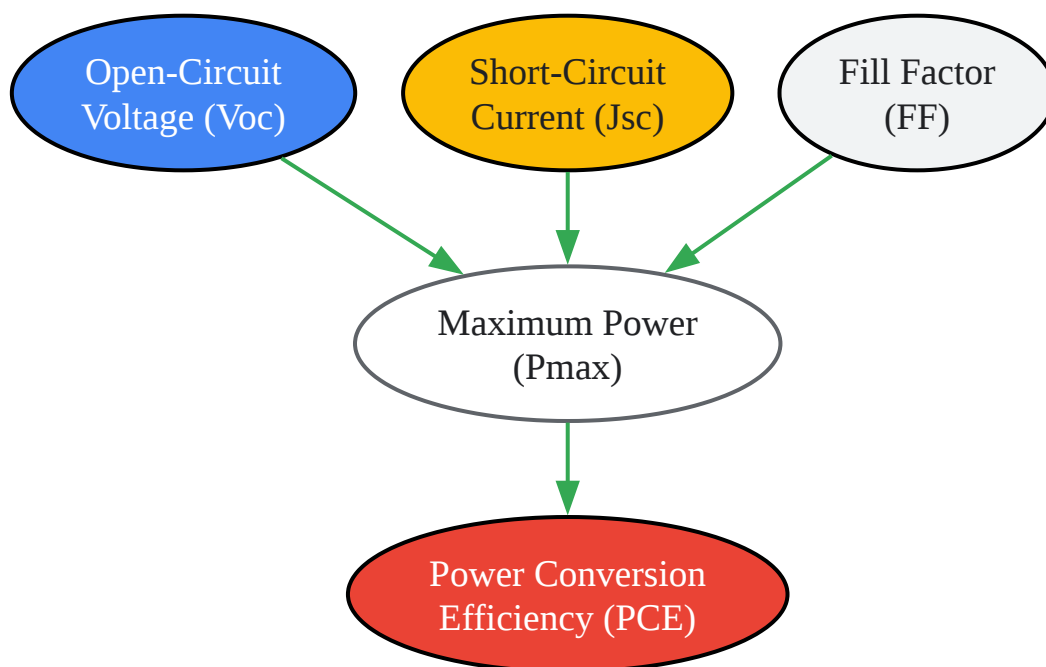 Open-Circuit
Voltage (Voc)
Short-Circuit
Current (Jsc)
Fill Factor
(FF)
Maximum Power
(Pmax)
Power Conversion
Efficiency (PCE)